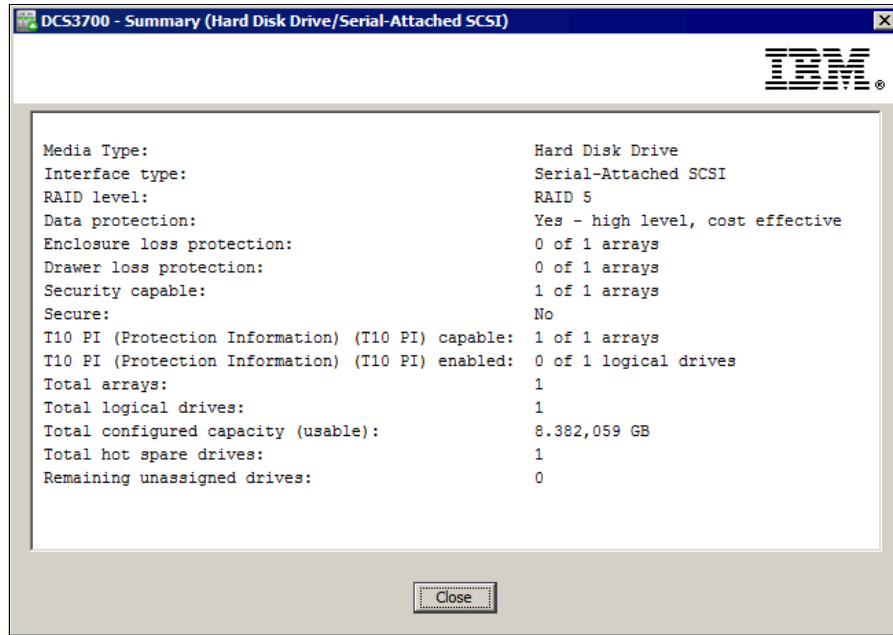 DCS3700 - Summary (Hard Disk Drive/Serial-Attached SCSI)
IBM®
Media Type: Hard Disk Drive
Interface type: Serial-Attached SCSI
RAID level: RAID 5
Data protection: Yes - high level, cost effective
Enclosure loss protection: 0 of 1 arrays
Drawer loss protection: 0 of 1 arrays
Security capable: 1 of 1 arrays
Secure: No
T10 PI (Protection Information) (T10 PI) capable: 1 of 1 arrays
T10 PI (Protection Information) (T10 PI) enabled: 0 of 1 logical drives
Total arrays: 1
Total logical drives: 1
Total configured capacity (usable): 8.382,059 GB
Total hot spare drives: 1
Remaining unassigned drives: 0
Close